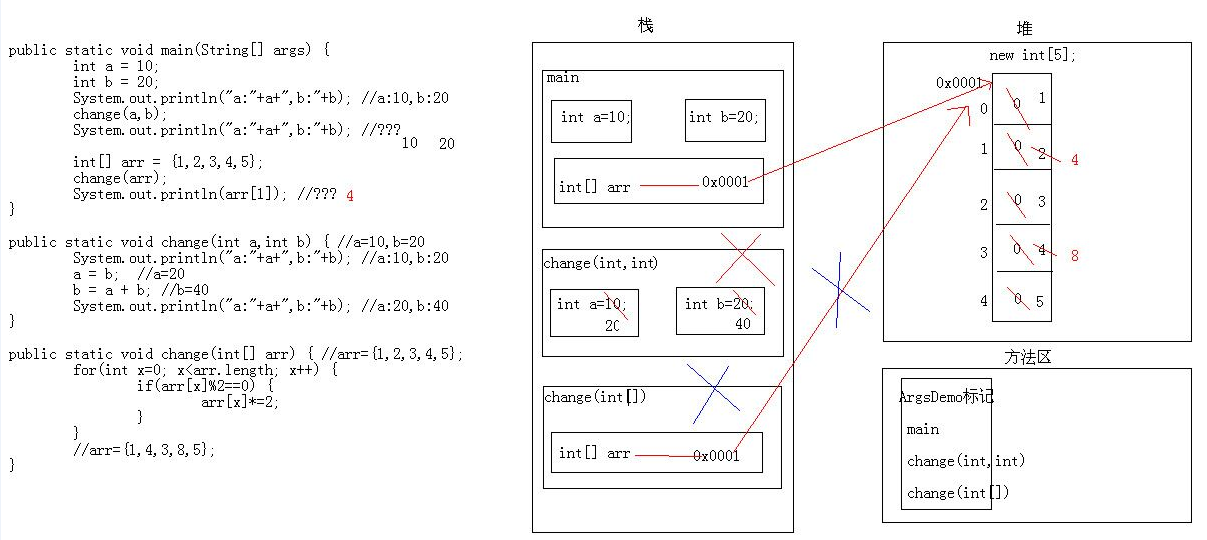 public static void main(String[] args) {
int a = 10;
int b = 20;
System.out.println("a:"+a+",b:"+b); //a:10,b:20
change(a,b);
System.out.println("a:"+a+",b:"+b); //???
10 20
int[] arr = {1,2,3,4,5};
change(arr);
System.out.println(arr[1]); //??? 4
}
public static void change(int a,int b) { //a=10,b=20
System.out.println("a:"+a+",b:"+b); //a:10,b:20
a = b; //a=20
b = a + b; //b=40
System.out.println("a:"+a+",b:"+b); //a:20,b:40
}
public static void change(int[] arr) { //arr={1,2,3,4,5};
for(int x=0; x<arr.length; x++) {
if(arr[x]%2==0) {
arr[x]*=2;
}
}
//arr={1,4,3,8,5};
}
栈
main
int a=10;
int b=20;
int[] arr
0x0001
change(int,int)
int a=10;
20
int b=20;
40
change(int[])
int[] arr
0x0001
堆
new int[5];
0x0001
0
0 1
1
0 2 4
2
0 3
3
0 4 8
4
0 5
方法区
ArgsDemo标记
main
change(int,int)
change(int[])